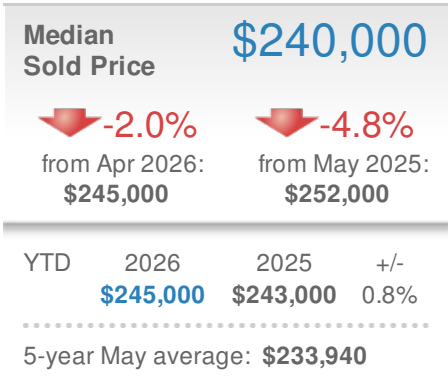 Median
Sold Price
$240,000
-2.0%
from Apr 2026:
$245,000
-4.8%
from May 2025:
$252,000
YTD 2026 2025 +/-
$245,000 $243,000 0.8%
5-year May average: $233,940